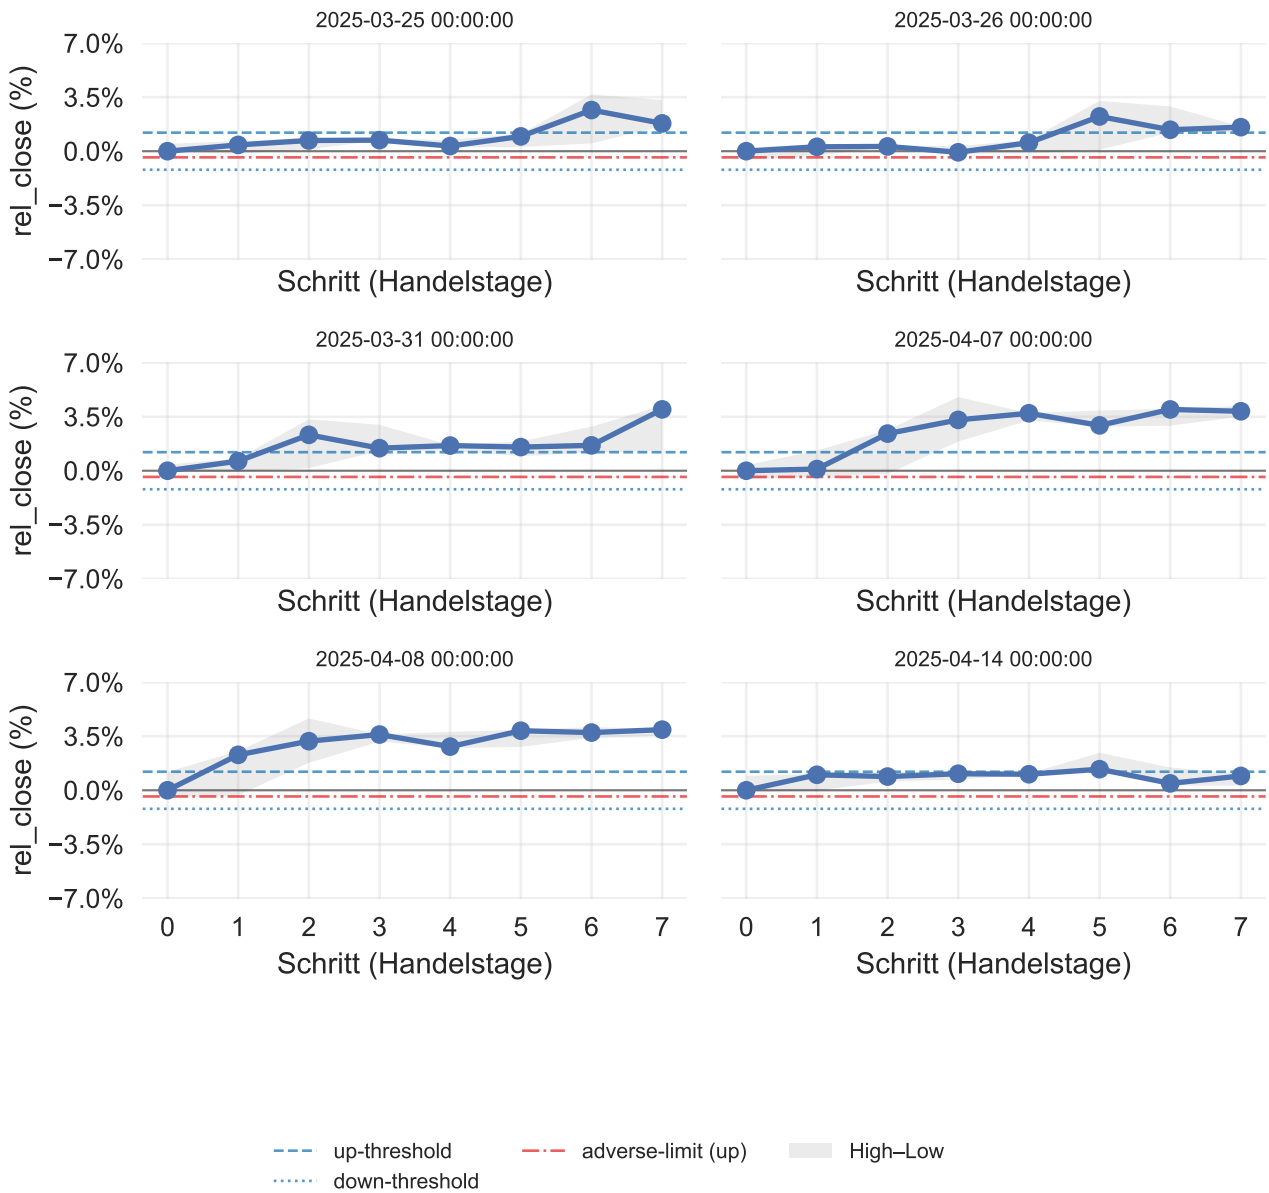 2025-03-25 00:00:00
2025-03-26 00:00:00
rel_close (%)
7.0%
3.5%
0.0%
−3.5%
−7.0%
Schritt (Handelstage)
Schritt (Handelstage)
2025-03-31 00:00:00
2025-04-07 00:00:00
rel_close (%)
7.0%
3.5%
0.0%
−3.5%
−7.0%
Schritt (Handelstage)
Schritt (Handelstage)
2025-04-08 00:00:00
2025-04-14 00:00:00
rel_close (%)
7.0%
3.5%
0.0%
−3.5%
−7.0%
0 1 2 3 4 5 6 7
0 1 2 3 4 5 6 7
Schritt (Handelstage)
Schritt (Handelstage)
up-threshold
adverse-limit (up)
High–Low
down-threshold